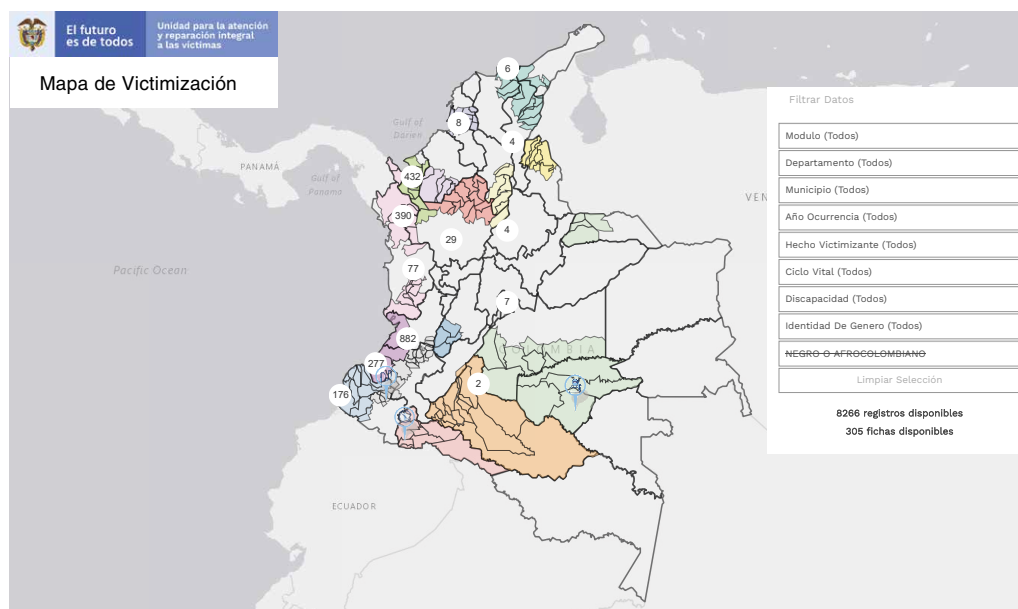 El futuro
es de todos
Unidad para la atención
y reparación integral
a las víctimas
Mapa de Victimización
Filtrar Datos
Modulo (Todos)
Departamento (Todos)
Municipio (Todos)
Año Ocurrencia (Todos)
Hecho Victimizante (Todos)
Ciclo Vital (Todos)
Discapacidad (Todos)
Identidad De Genero (Todos)
NEGRO O AFROCOLOMBIANO
Limpiar Selección
8266 registros disponibles
305 fichas disponibles
6
8
Gulf of
Darien
4
PANAMÁ
Gulf of
Panama
432
390
VEN
29
4
Pacific Ocean
77
7
882
COLOMBIA
277
2
176
ECUADOR